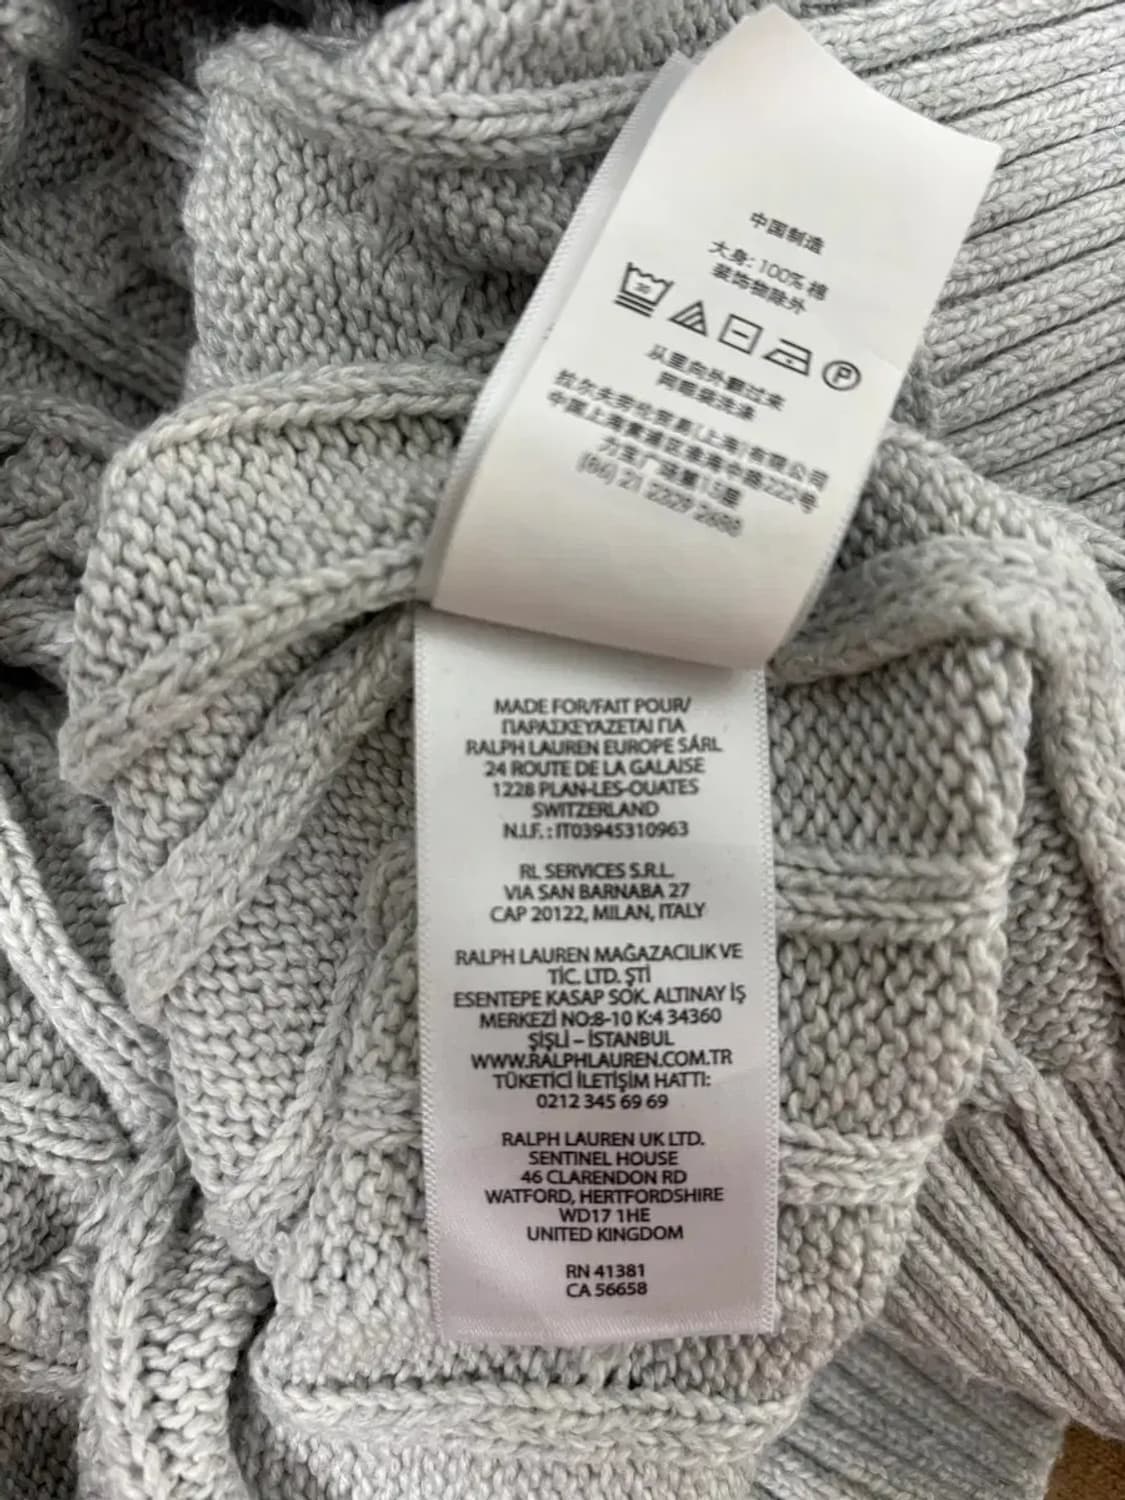 中国制造
大身: 100% 棉
装饰物除外
30
P
从里向外翻过来
阿眼袋洗涤
拉尔夫劳伦贸易(上海)有限公司
中国上海黄浦区淮海中路222号
力宝广场第15层
(86) 21 2329 2688
MADE FOR/FAIT POUR/
ΠΑΡΑΣΚΕΥΑΖΕΤΑΙ ΓΙΑ
RALPH LAUREN EUROPE SÁRL
24 ROUTE DE LA GALAISE
1228 PLAN-LES-OUATES
SWITZERLAND
N.I.F. : IT03945310963
RL SERVICES S.R.L.
VIA SAN BARNABA 27
CAP 20122, MILAN, ITALY
RALPH LAUREN MAĞAZACILIK VE
TİC. LTD. ŞTİ
ESENTEPE KASAP SOK. ALTINAY İŞ
MERKEZİ NO:8-10 K:4 34360
ŞİŞLİ – İSTANBUL
WWW.RALPHLAUREN.COM.TR
TÜKETİCİ İLETİŞİM HATTI:
0212 345 69 69
RALPH LAUREN UK LTD.
SENTINEL HOUSE
46 CLARENDON RD
WATFORD, HERTFORDSHIRE
WD17 1HE
UNITED KINGDOM
RN 41381
CA 56658